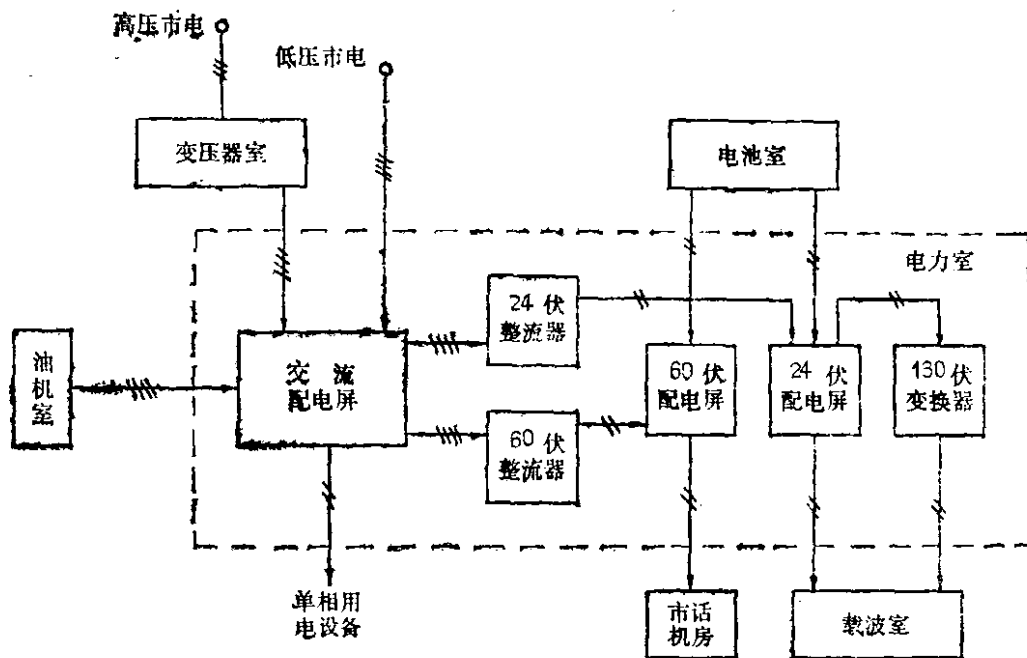 高压市电
低压市电
变压器室
电池室
电力室
24 伏
整流器
油
机
室
交 流
配电屏
60 伏
配电屏
24 伏
配电屏
130 伏
变换器
60 伏
整流器
单相用
电设备
市话
机房
载波室